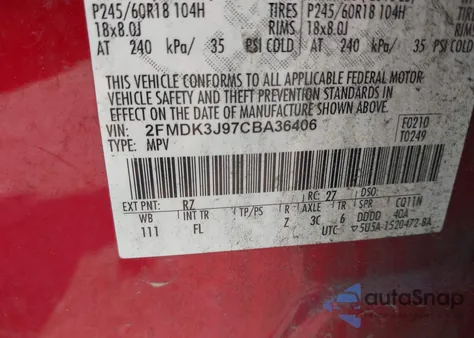 P245/60R18 104H TIRES P245/60R18 104H
18x8.0J RIMS 18x8.0J
AT 240 kPa/ 35 PSI COLD AT 240 kPa/ 35
THIS VEHICLE CONFORMS TO ALL APPLICABLE FEDERAL MOTOR
VEHICLE SAFETY AND THEFT PREVENTION STANDARDS IN
EFFECT ON THE DATE OF MANUFACTURE SHOWN ABOVE.
VIN: 2FMDK3J97CBA36406 F0210
TYPE: MPV T0249
EXT PNT: RZ RC: 27 DSO:
WB INT TR TP/PS R AXLE TR SPR CQ11N
111 FL Z 3C 6 DDDD 40A
UTC: 5U5A-1520472-BA
autoSnap